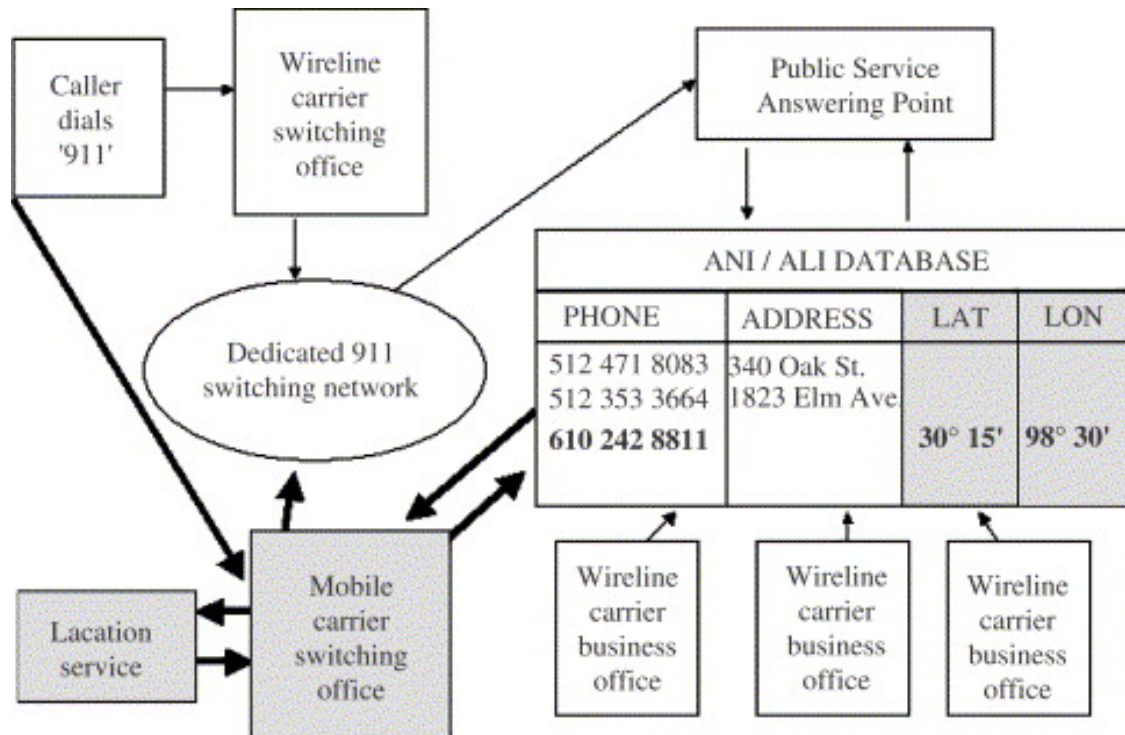 Caller
dials
'911'
Wireline
carrier
switching
office
Public Service
Answering Point
Dedicated 911
switching network
ANI / ALI DATABASE
PHONE ADDRESS LAT LON
512 471 8083 340 Oak St.
512 353 3664 1823 Elm Ave.
610 242 8811 30° 15' 98° 30'
Lacation
service
Mobile
carrier
switching
office
Wireline
carrier
business
office
Wireline
carrier
business
office
Wireline
carrier
business
office